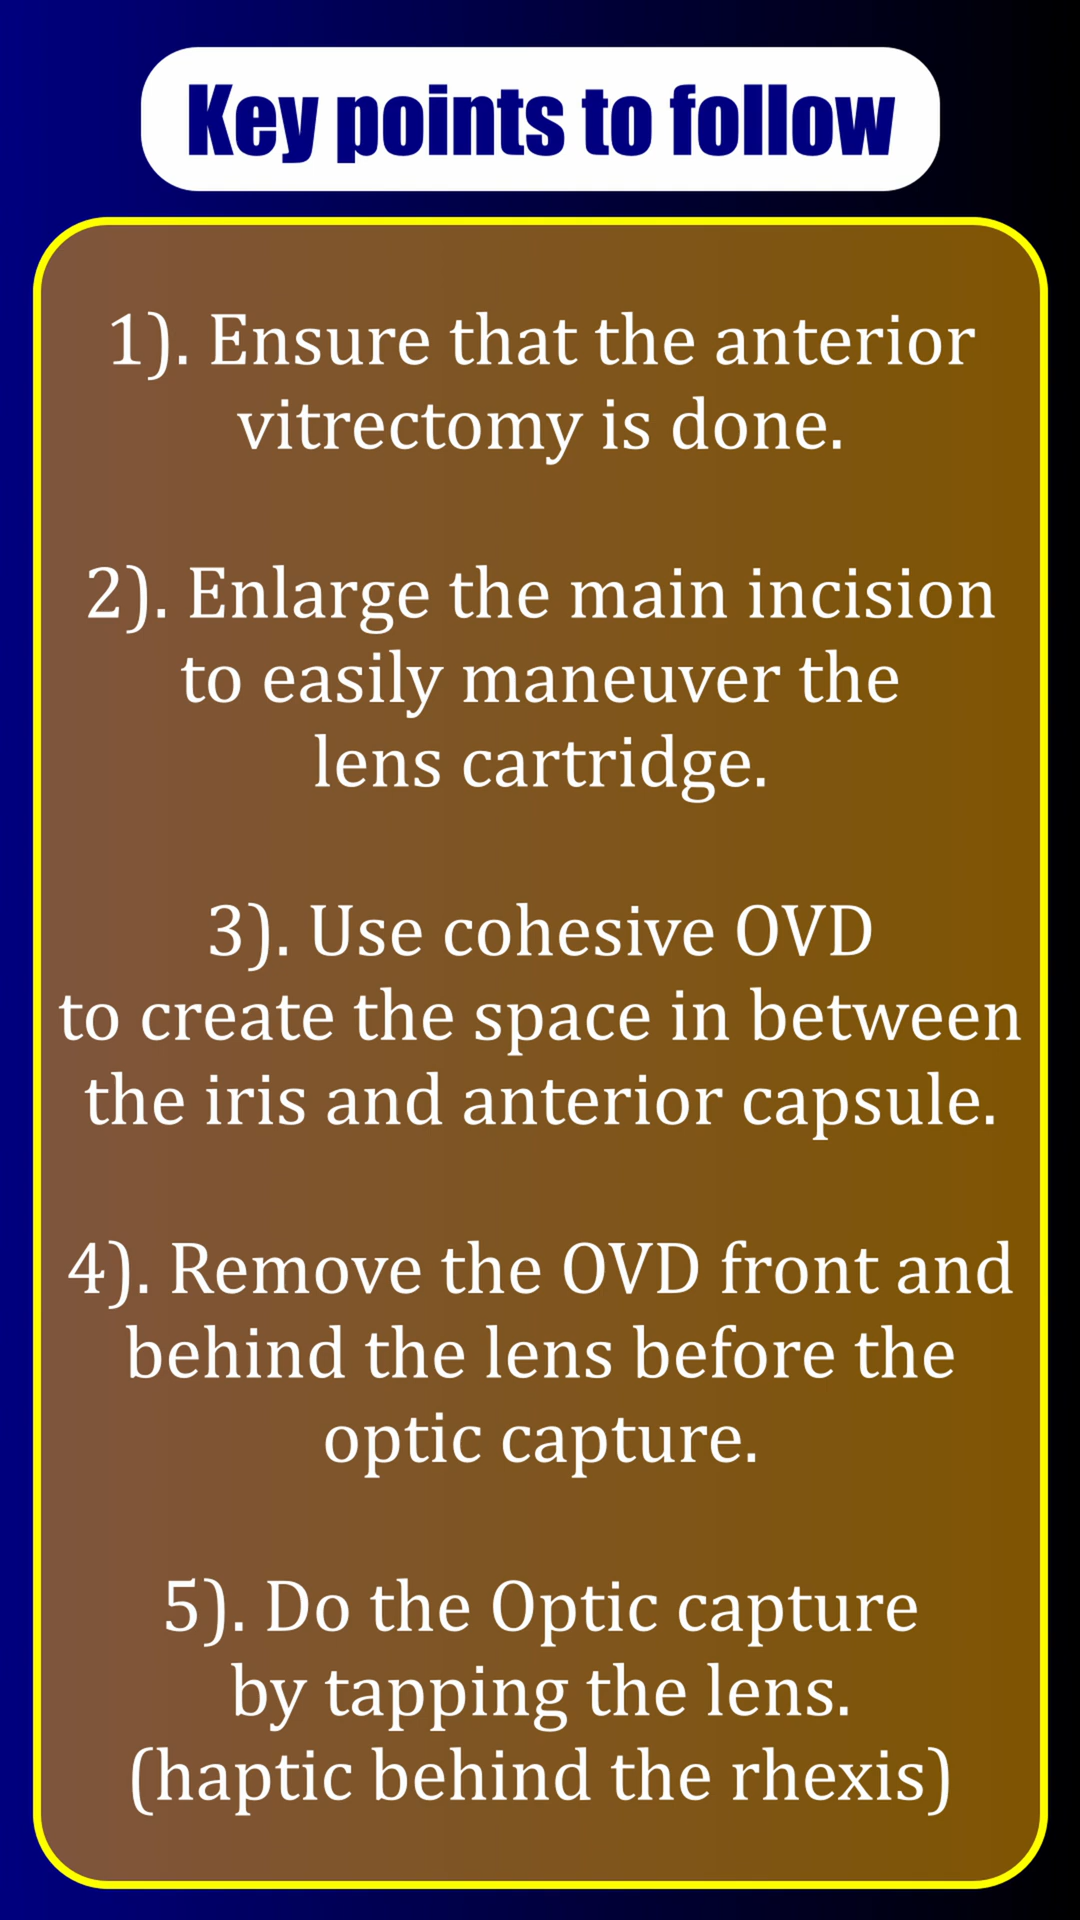 Key points to follow
1). Ensure that the anterior
vitrectomy is done.
2). Enlarge the main incision
to easily maneuver the
lens cartridge.
3). Use cohesive OVD
to create the space in between
the iris and anterior capsule.
4). Remove the OVD front and
behind the lens before the
optic capture.
5). Do the Optic capture
by tapping the lens.
(haptic behind the rhexis)